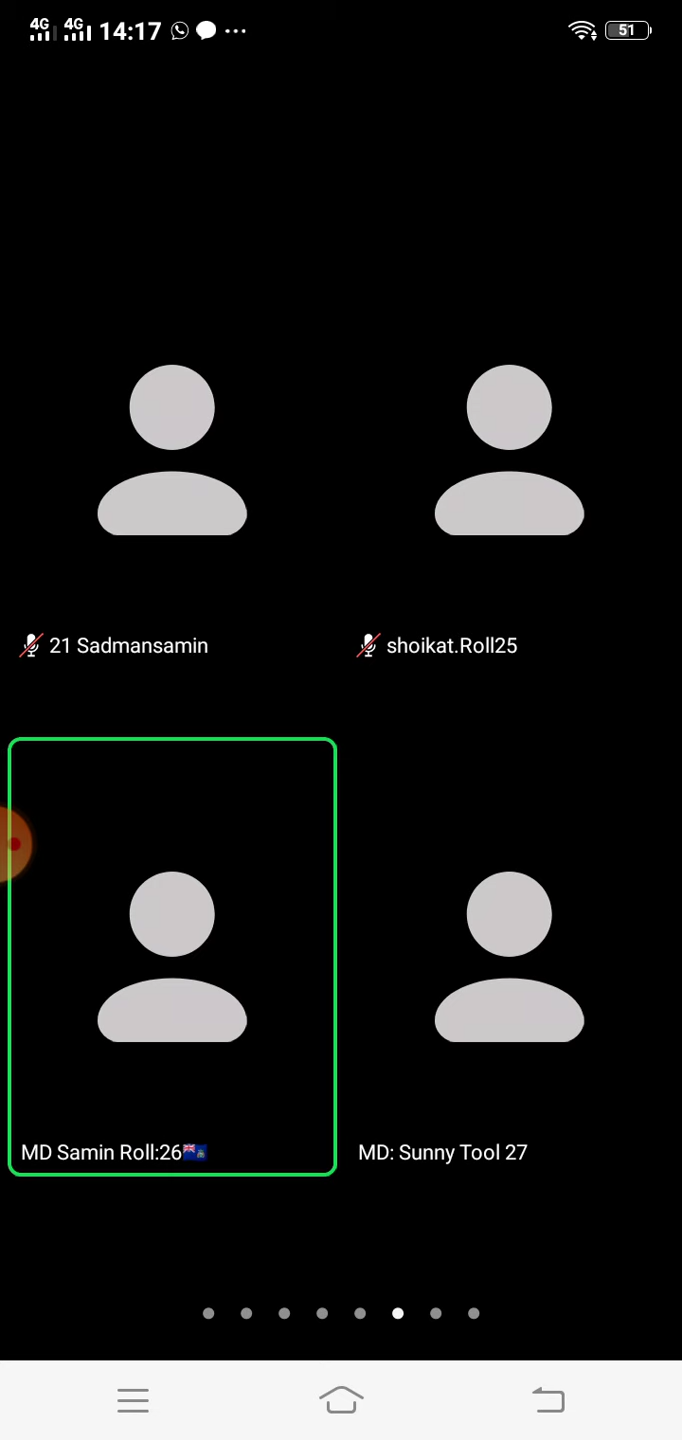 4G 4G 14:17 51
21 Sadmansamin
shoikat.Roll25
MD Samin Roll:26
MD: Sunny Tool 27